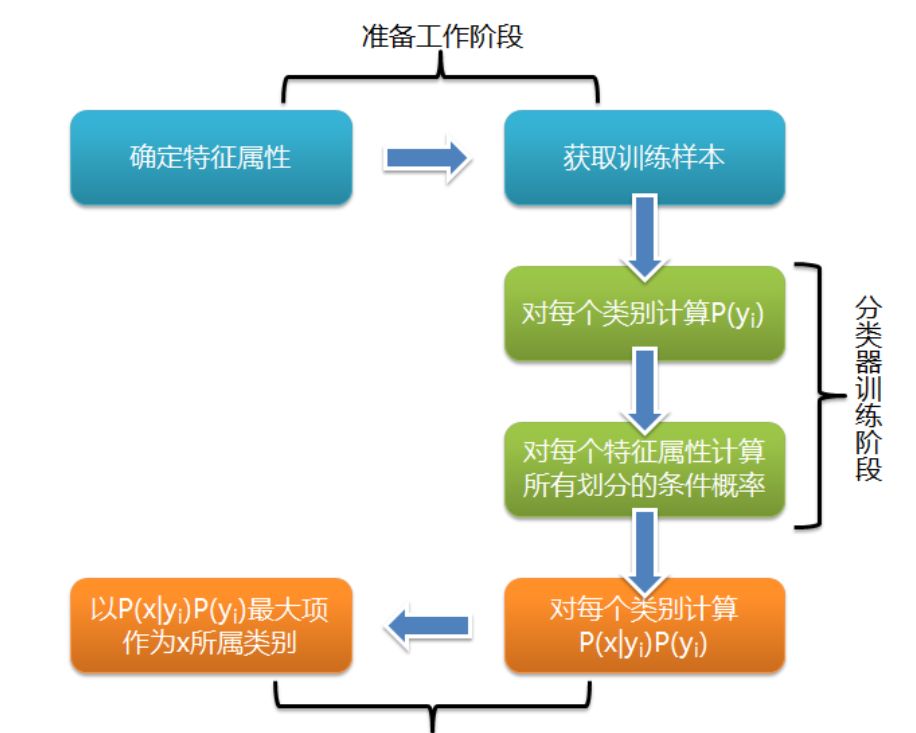 准备工作阶段
确定特征属性
获取训练样本
对每个类别计算P(yᵢ)
分类器训练阶段
对每个特征属性计算
所有划分的条件概率
以P(x|yᵢ)P(yᵢ)最大项
作为x所属类别
对每个类别计算
P(x|yᵢ)P(yᵢ)